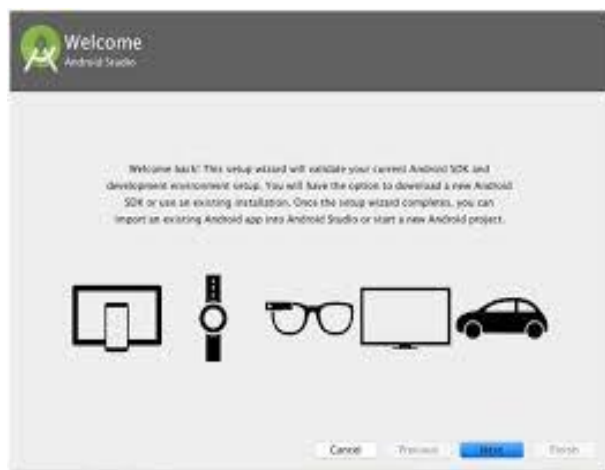 Welcome
Android Studio
Welcome back! This setup wizard will validate your current Android SDK and
development environment setup. You will have the option to download a new Android
SDK or use an existing installation. Once the setup wizard completes, you can
import an existing Android app into Android Studio or start a new Android project.
Cancel Previous Next Finish